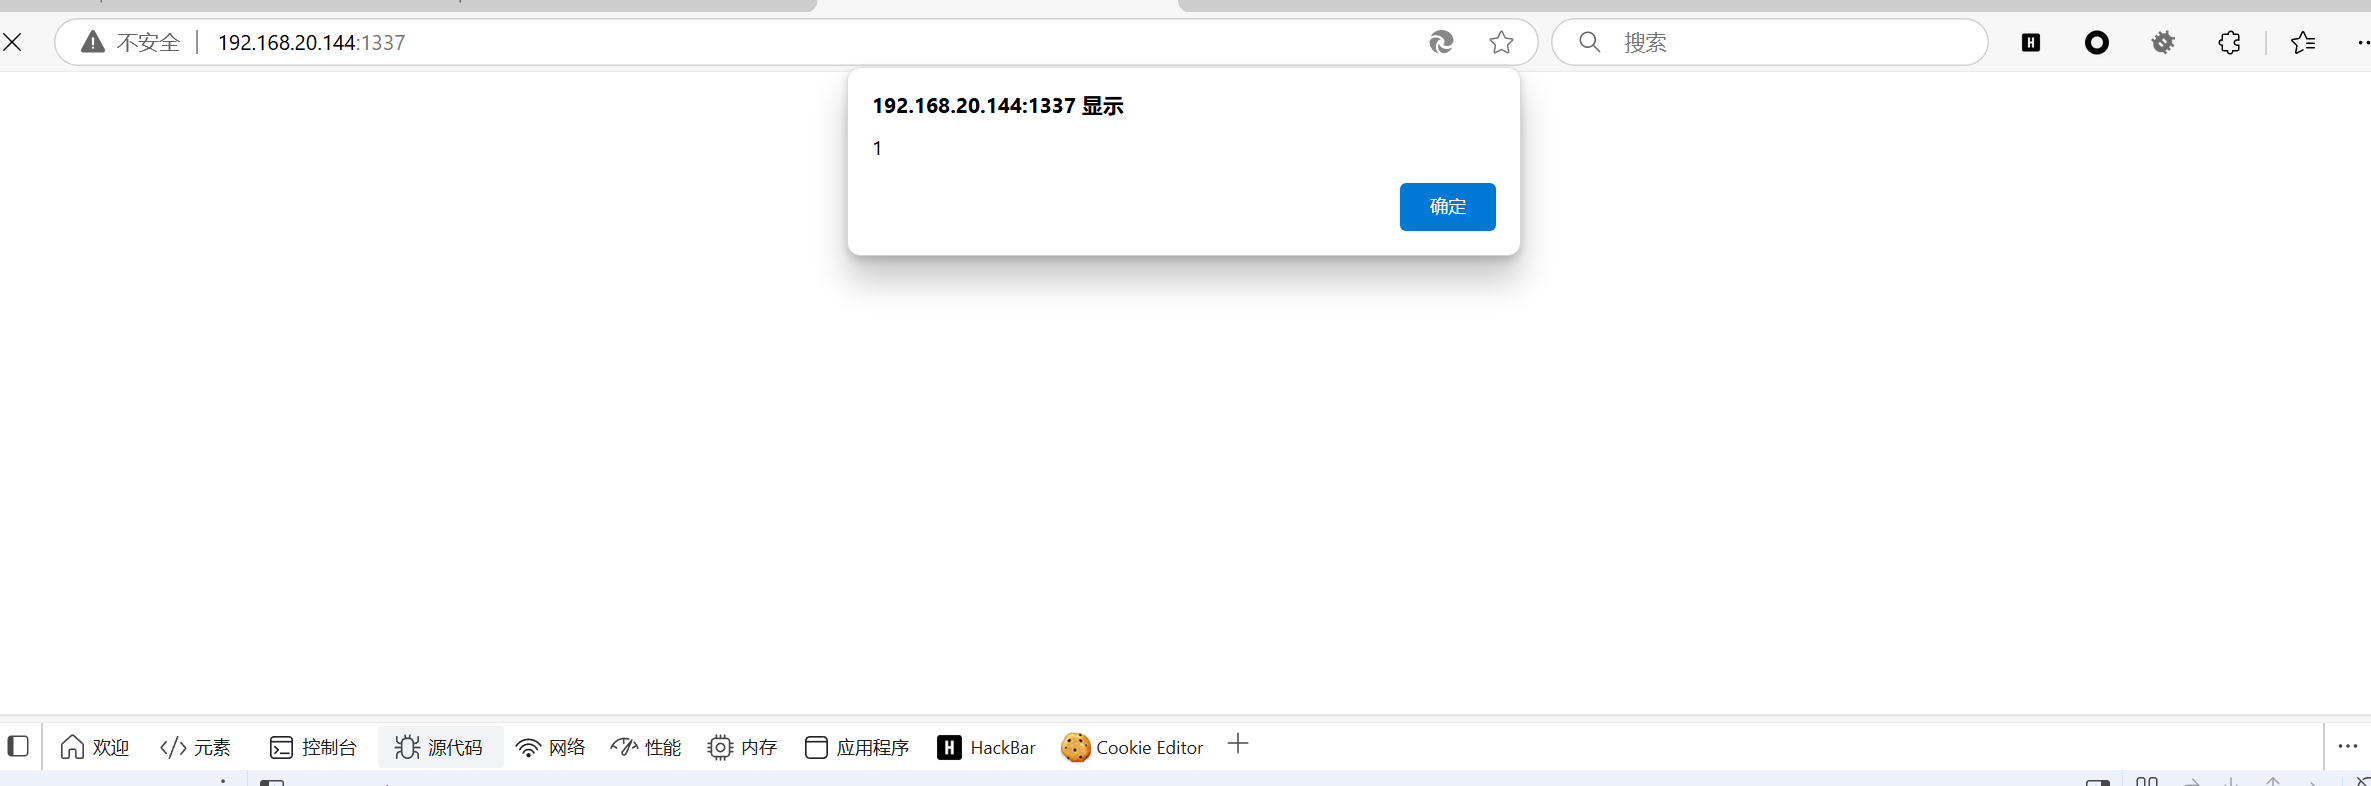 不安全 192.168.20.144:1337 搜索
192.168.20.144:1337 显示
1
确定
欢迎 元素 控制台 源代码 网络 性能 内存 应用程序 HackBar Cookie Editor